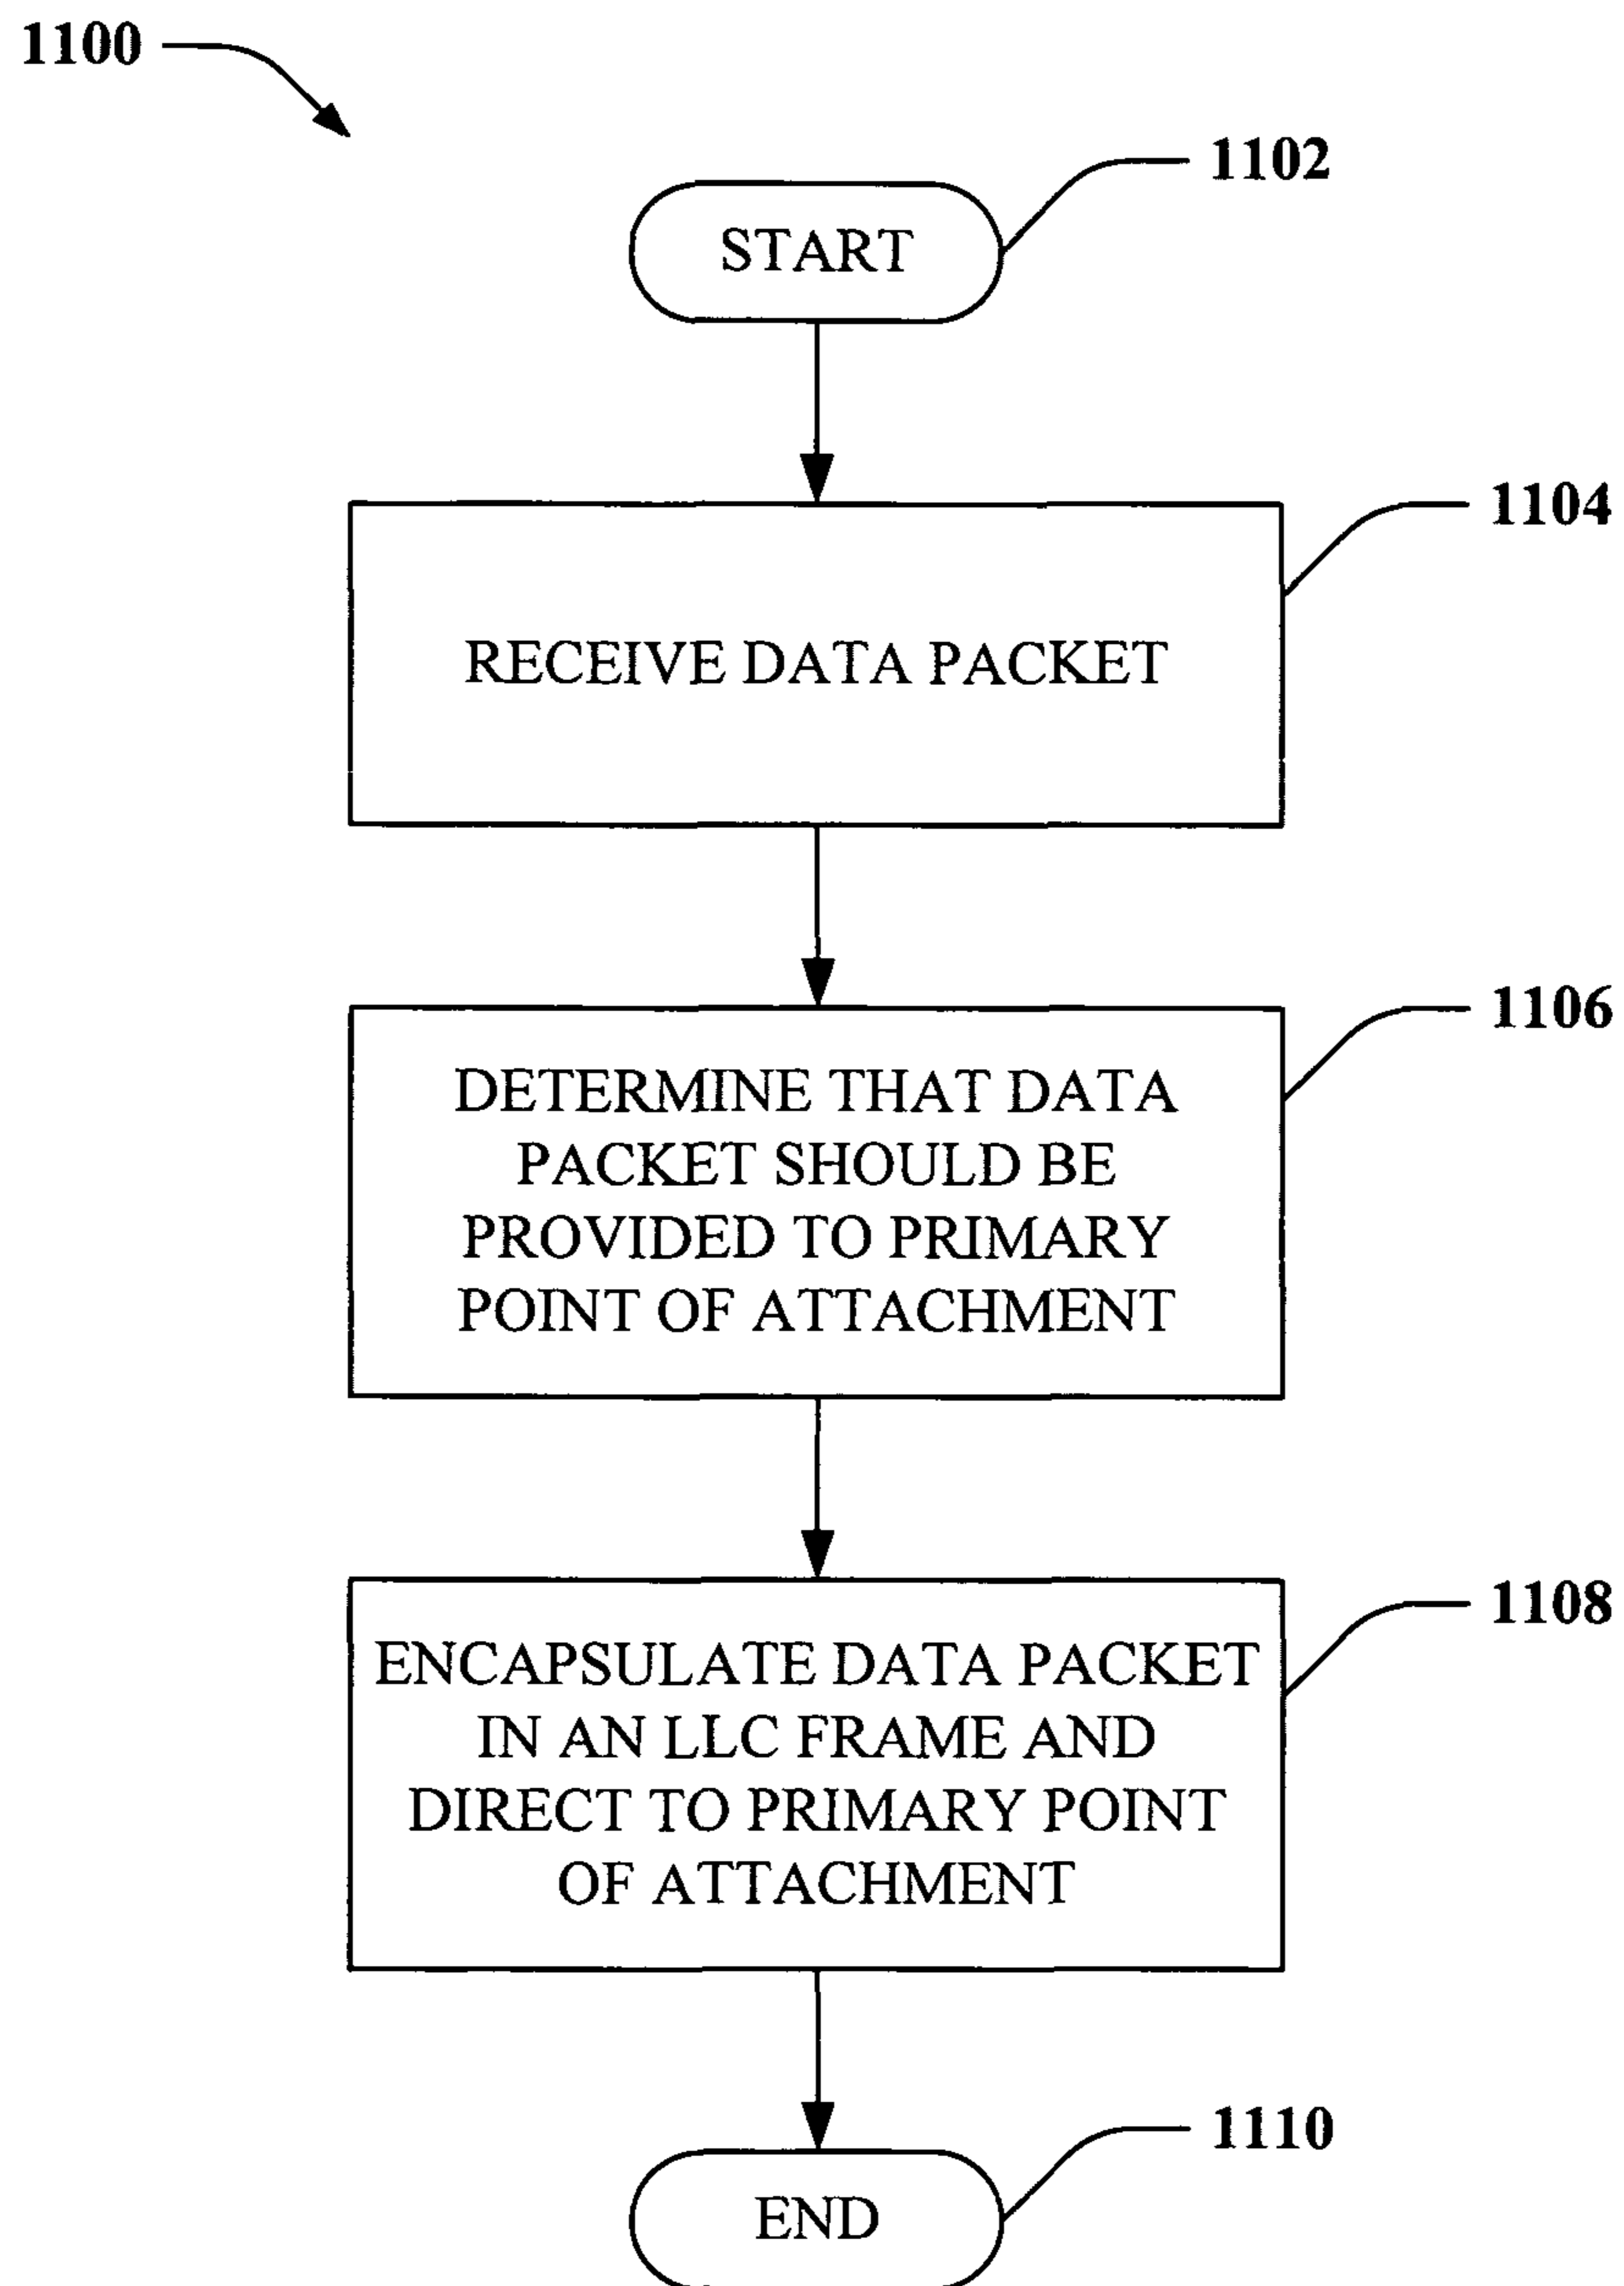 1100
1102
START
1104
RECEIVE DATA PACKET
1106
DETERMINE THAT DATA
PACKET SHOULD BE
PROVIDED TO PRIMARY
POINT OF ATTACHMENT
1108
ENCAPSULATE DATA PACKET
IN AN LLC FRAME AND
DIRECT TO PRIMARY POINT
OF ATTACHMENT
1110
END